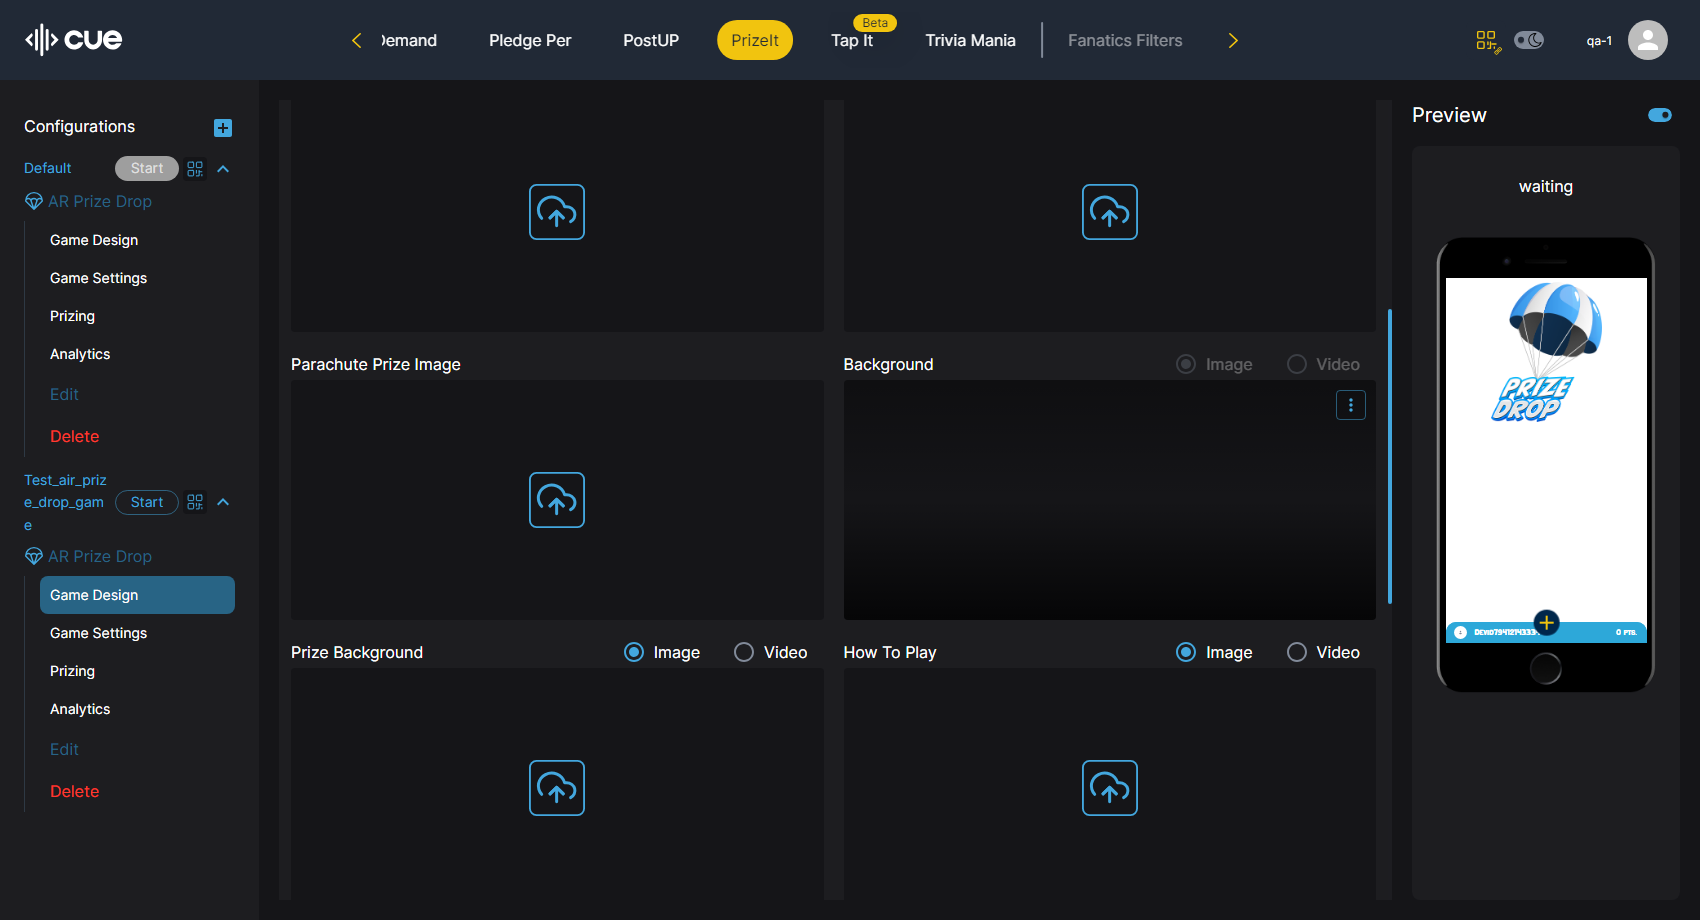 cue
Demand
Pledge Per
PostUP
PrizeIt
Beta
Tap It
Trivia Mania
Fanatics Filters
qa-1
Configurations
Default
Start
AR Prize Drop
Game Design
Game Settings
Prizing
Analytics
Edit
Delete
Test_air_priz
e_drop_gam
e
Start
AR Prize Drop
Game Design
Game Settings
Prizing
Analytics
Edit
Delete
Parachute Prize Image
Background
Image
Video
Prize Background
Image
Video
How To Play
Image
Video
Preview
waiting
PRIZE
DROP
0 PTS.